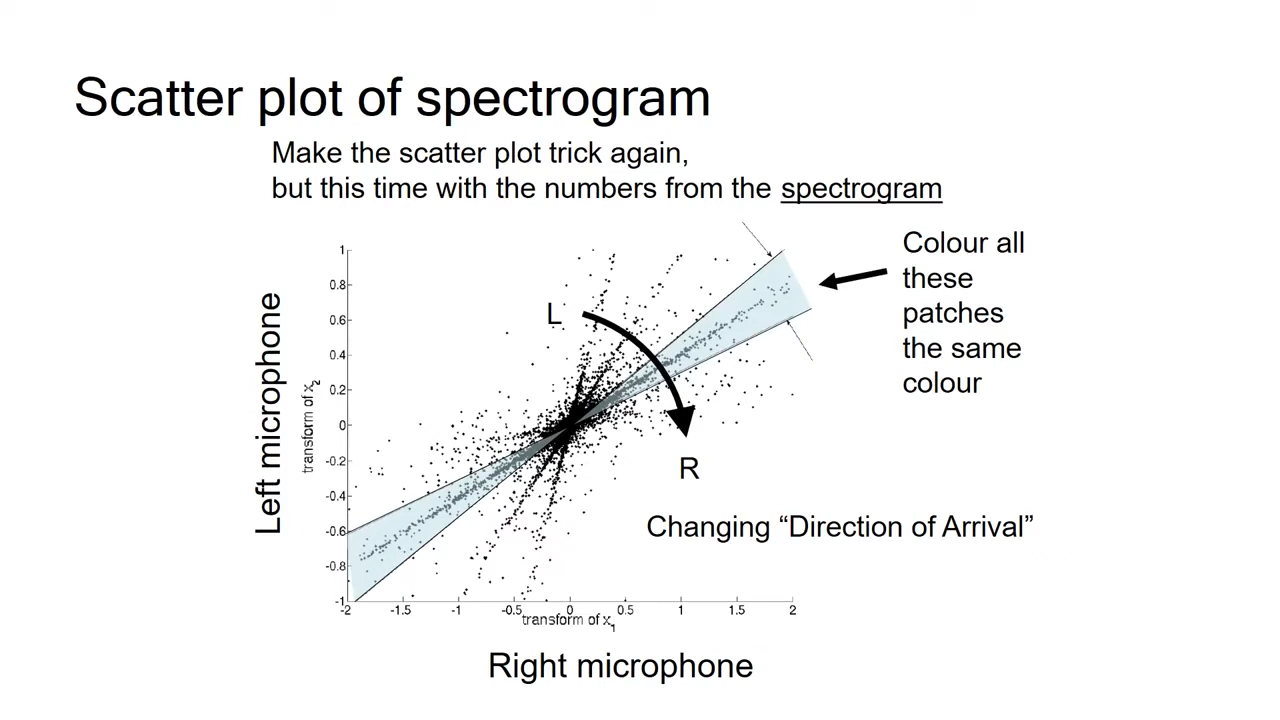 Scatter plot of spectrogram
Make the scatter plot trick again,
but this time with the numbers from the spectrogram
Colour all
these
patches
the same
colour
L
R
Changing “Direction of Arrival”
Left microphone
transform of x2
1
0.8
0.6
0.4
0.2
0
-0.2
-0.4
-0.6
-0.8
-1
-2
-1.5
-1
-0.5
0
0.5
1
1.5
2
transform of x1
Right microphone